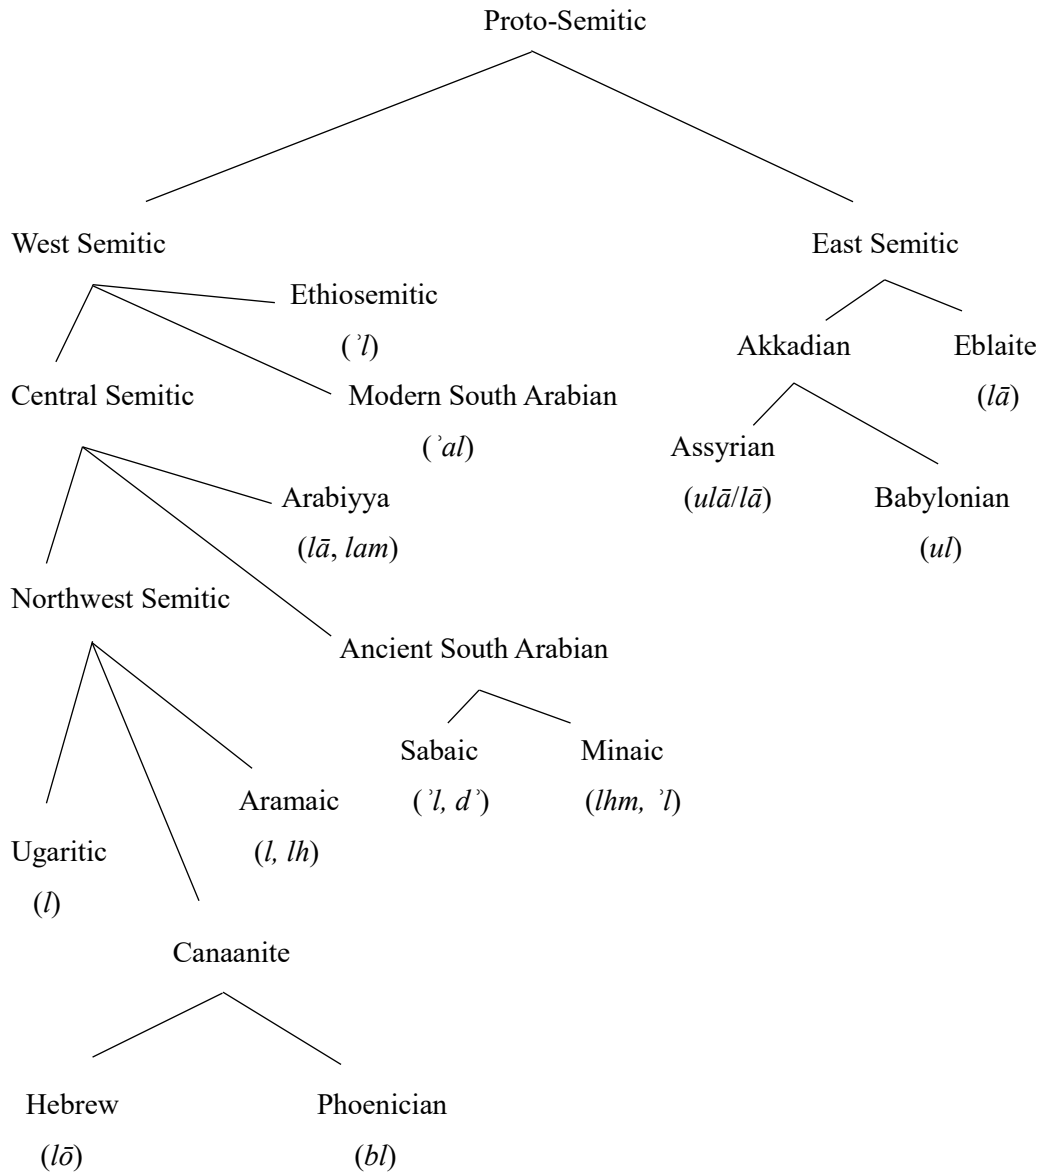 Proto-Semitic
West Semitic
East Semitic
Ethiosemitic
(ʾl)
Akkadian
Eblaite
(lā)
Central Semitic
Modern South Arabian
(ʾal)
Assyrian
(ulā/lā)
Babylonian
(ul)
Arabiyya
(lā, lam)
Northwest Semitic
Ancient South Arabian
Sabaic
(ʾl, dʾ)
Minaic
(lhm, ʾl)
Aramaic
(l, lh)
Ugaritic
(l)
Canaanite
Hebrew
(lō)
Phoenician
(bl)